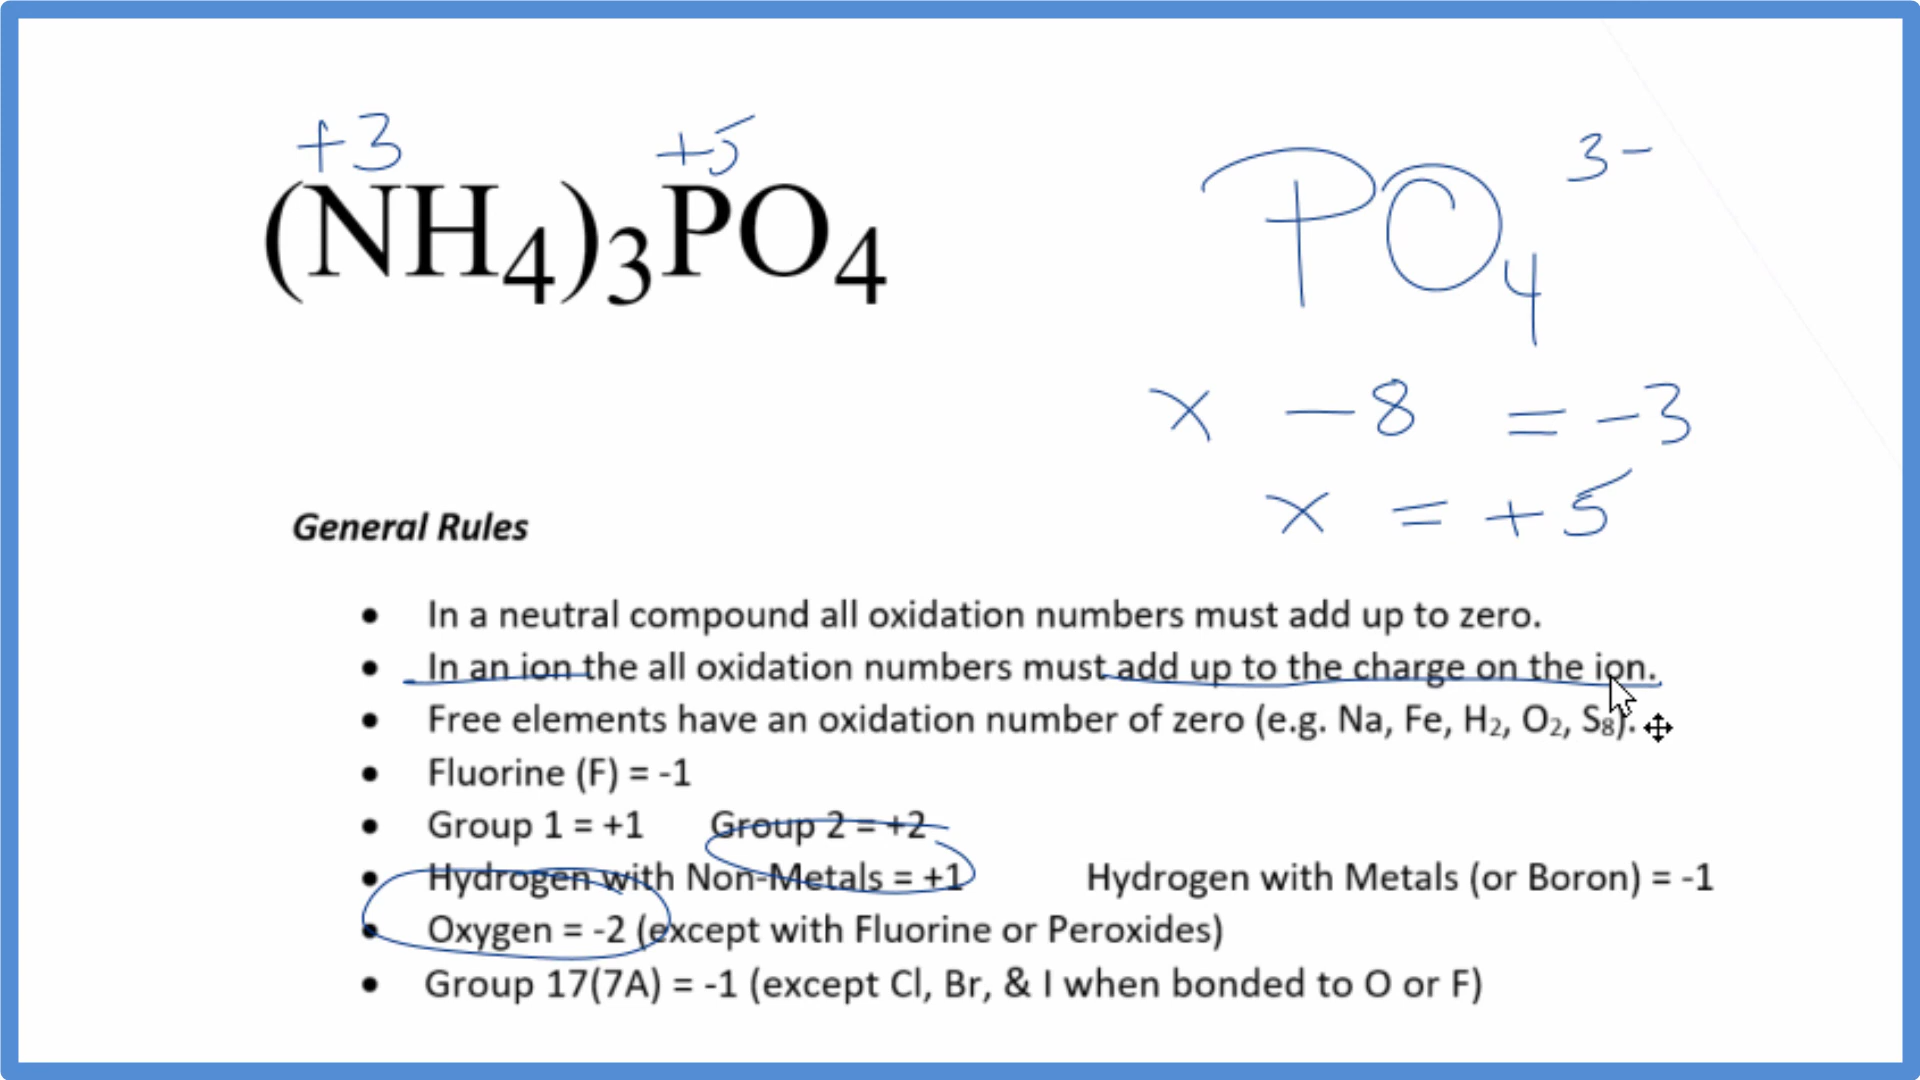 +3 +5
(NH₄)₃PO₄
PO₄³⁻
x - 8 = -3
x = +5
General Rules
• In a neutral compound all oxidation numbers must add up to zero.
• In an ion the all oxidation numbers must add up to the charge on the ion.
• Free elements have an oxidation number of zero (e.g. Na, Fe, H₂, O₂, S₈).
• Fluorine (F) = -1
• Group 1 = +1 Group 2 = +2
• Hydrogen with Non-Metals = +1 Hydrogen with Metals (or Boron) = -1
• Oxygen = -2 (except with Fluorine or Peroxides)
• Group 17(7A) = -1 (except Cl, Br, & I when bonded to O or F)